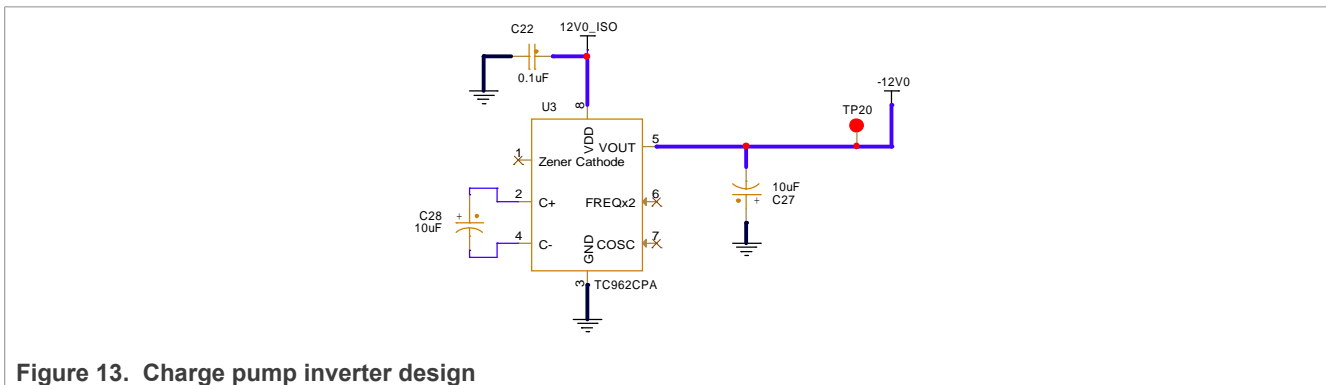 C22
12V0_ISO
0.1uF
-12V0
U3
TP20
8
VDD
VOUT
5
1
Zener Cathode
10uF
C27
+
2
C+
FREQx2
6
C28
10uF
+
4
C-
COSC
7
GND
3
TC962CPA
Figure 13. Charge pump inverter design